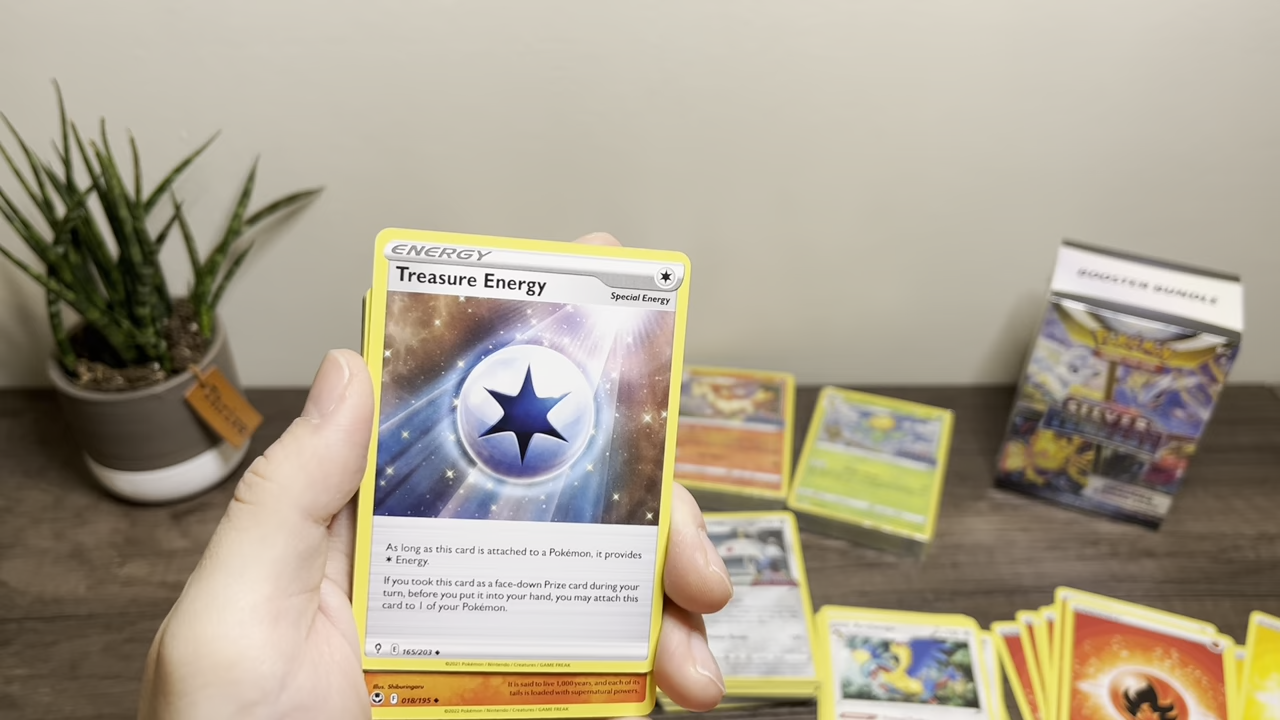 ENERGY
Treasure Energy
Special Energy
As long as this card is attached to a Pokémon, it provides
✶ Energy.
If you took this card as a face-down Prize card during your
turn, before you put it into your hand, you may attach this
card to 1 of your Pokémon.
E 165/203 ◆
©2021 Pokémon / Nintendo / Creatures / GAME FREAK
Illus. Shiburingaru
It is said to live 1,000 years, and each of its
tails is loaded with supernatural powers.
F 018/195 ◆
©2022 Pokémon / Nintendo / Creatures / GAME FREAK
Thrive
BOOSTER BUNDLE
POKÉMON
SILVER